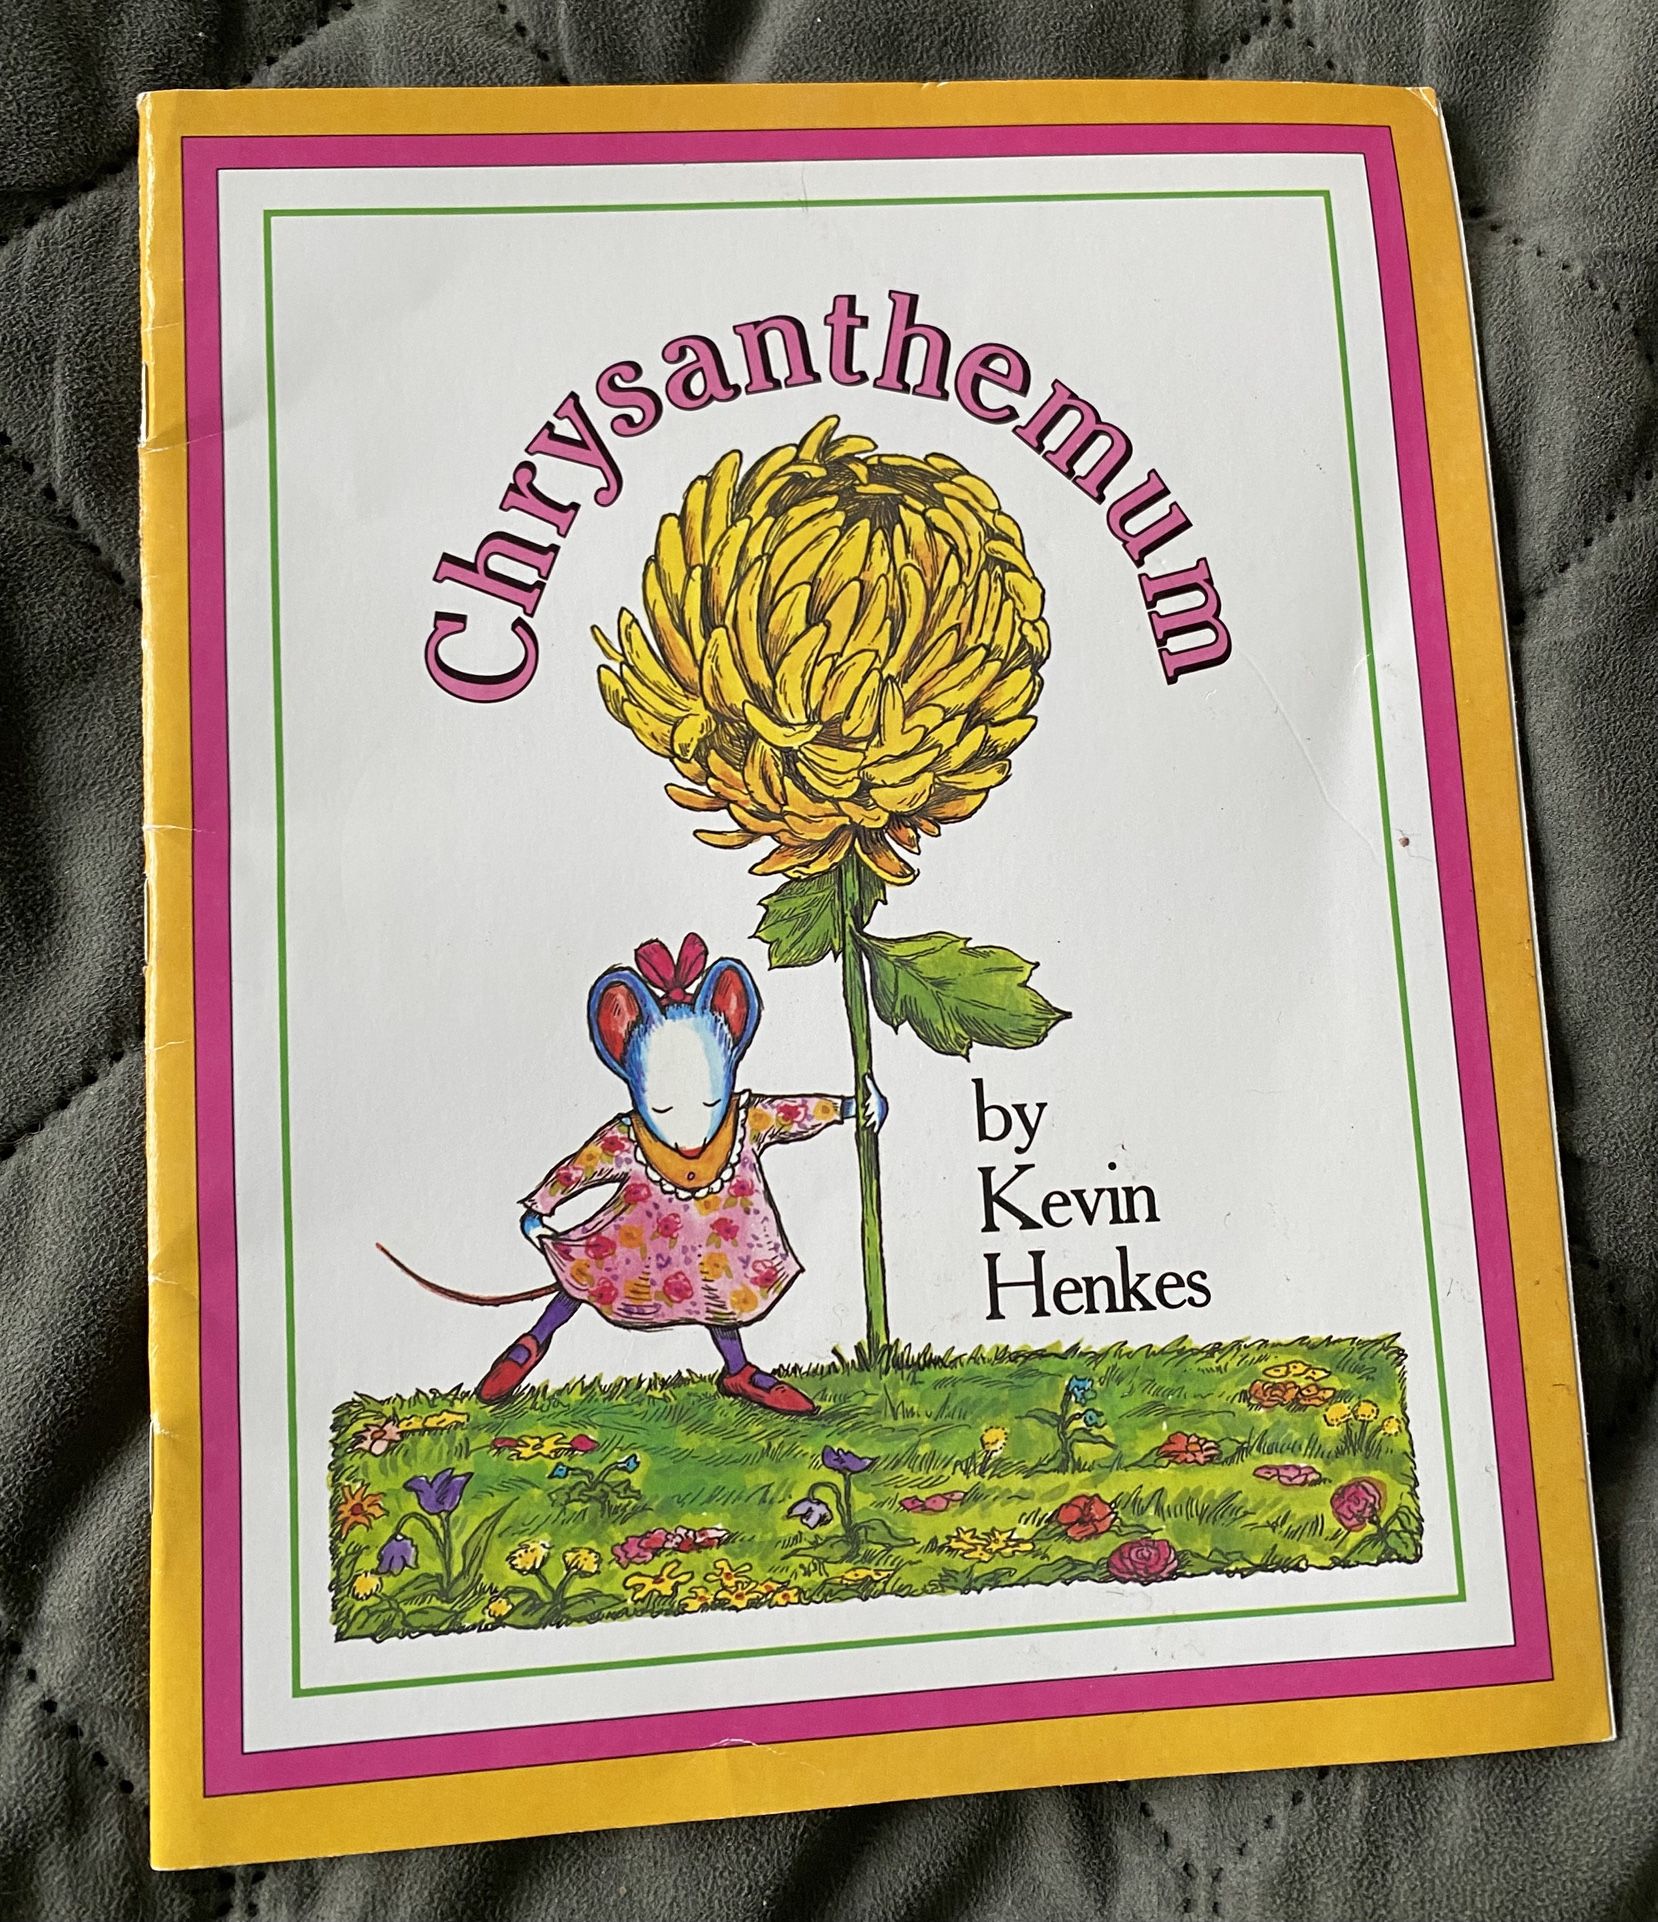 Chrysanthemum
by
Kevin
Henkes